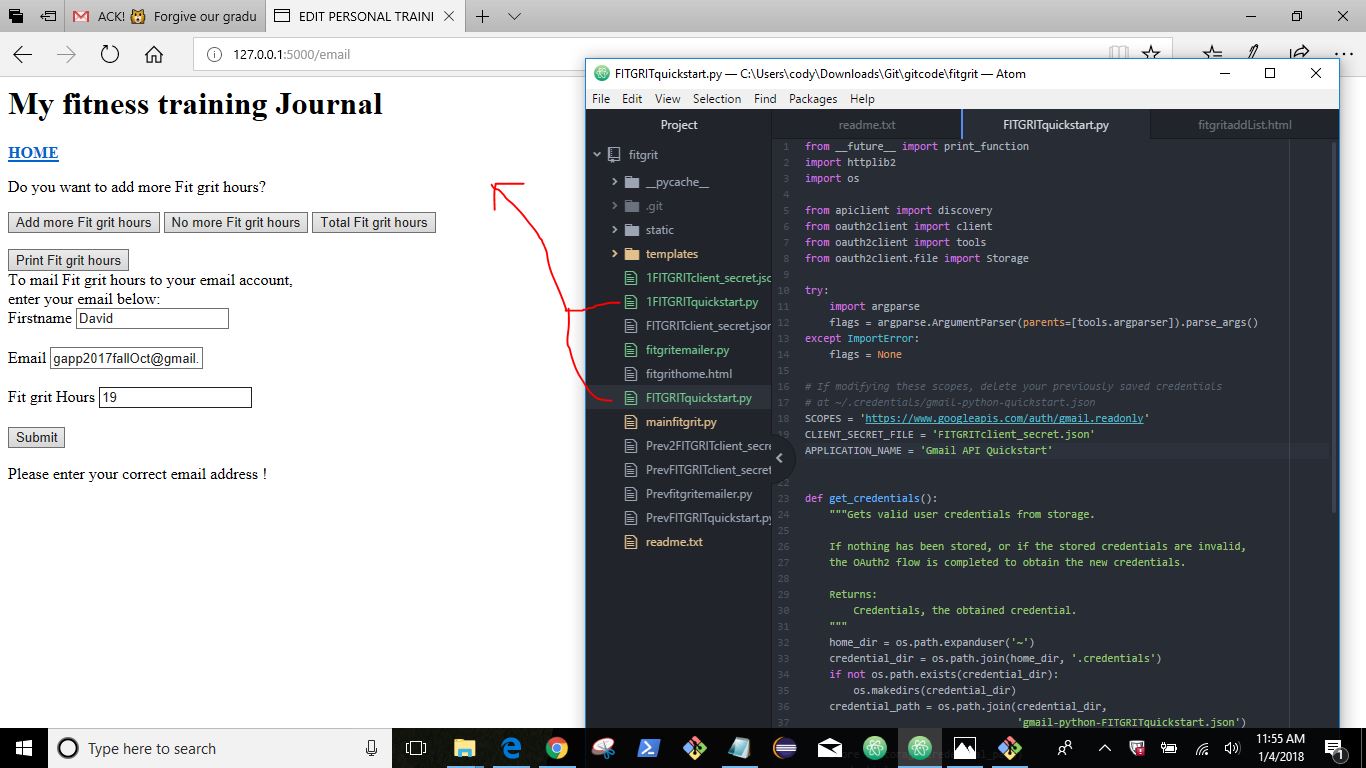 ACK! 🐯 Forgive our gradu
EDIT PERSONAL TRAINI
127.0.0.1:5000/email
My fitness training Journal
HOME
Do you want to add more Fit grit hours?
Add more Fit grit hours No more Fit grit hours Total Fit grit hours
Print Fit grit hours
To mail Fit grit hours to your email account,
enter your email below:
Firstname David
Email gapp2017fallOct@gmail.
Fit grit Hours 19
Submit
Please enter your correct email address !
FITGRITquickstart.py — C:\Users\cody\Downloads\Git\gitcode\fitgrit — Atom
File Edit View Selection Find Packages Help
Project
fitgrit
__pycache__
.git
static
templates
1FITGRITclient_secret.jsc
1FITGRITquickstart.py
FITGRITclient_secret.json
fitgritemailer.py
fitgrithome.html
FITGRITquickstart.py
mainfitgrit.py
Prev2FITGRITclient_secre
PrevFITGRITclient_secret
Prevfitgritemailer.py
PrevFITGRITquickstart.py
readme.txt
readme.txt FITGRITquickstart.py fitgritaddList.html
1 from __future__ import print_function
2 import httplib2
3 import os
4
5 from apiclient import discovery
6 from oauth2client import client
7 from oauth2client import tools
8 from oauth2client.file import Storage
9
10 try:
11 import argparse
12 flags = argparse.ArgumentParser(parents=[tools.argparser]).parse_args()
13 except ImportError:
14 flags = None
15
16 # If modifying these scopes, delete your previously saved credentials
17 # at ~/.credentials/gmail-python-quickstart.json
18 SCOPES = 'https://www.googleapis.com/auth/gmail.readonly'
19 CLIENT_SECRET_FILE = 'FITGRITclient_secret.json'
20 APPLICATION_NAME = 'Gmail API Quickstart'
22
23 def get_credentials():
24 """Gets valid user credentials from storage.
25
26 If nothing has been stored, or if the stored credentials are invalid,
27 the OAuth2 flow is completed to obtain the new credentials.
28
29 Returns:
30 Credentials, the obtained credential.
31 """
32 home_dir = os.path.expanduser('~')
33 credential_dir = os.path.join(home_dir, '.credentials')
34 if not os.path.exists(credential_dir):
35 os.makedirs(credential_dir)
36 credential_path = os.path.join(credential_dir,
37 'gmail-python-FITGRITquickstart.json')
Type here to search
11:55 AM
1/4/2018
1